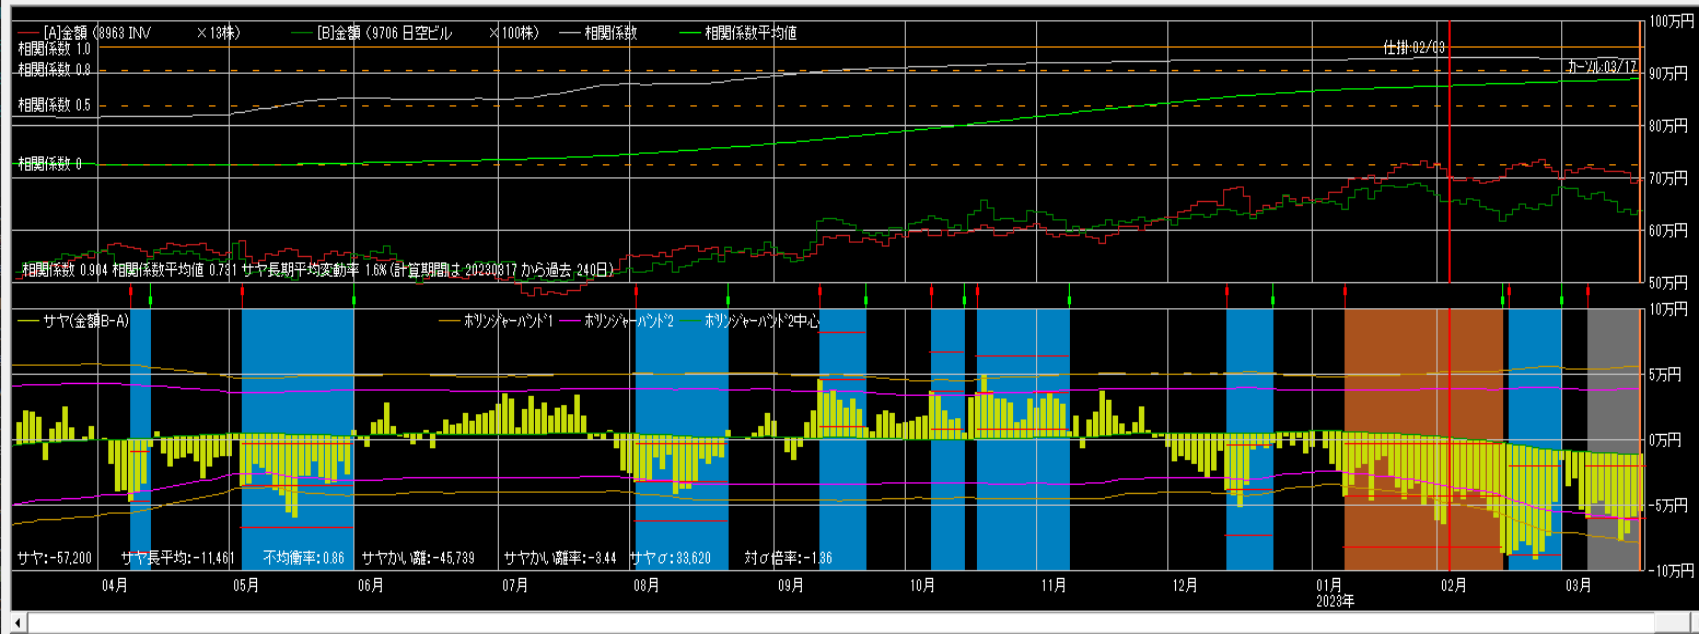 [A]金額 (8963 INV ×13株) [B]金額 (9706 日空ビル ×100株) 相関係数 相関係数平均値
100万円
相関係数 1.0
仕掛:02/03
相関係数 0.8
カーソル:03/17
90万円
相関係数 0.5
80万円
相関係数 0
70万円
60万円
相関係数 0.904 相関係数平均値 0.731 サヤ長期平均変動率 1.6% (計算期間は 20230317 から過去 240日)
50万円
サヤ(金額B-A) ボリンジャーバンド1 ボリンジャーバンド2 ボリンジャーバンド2中心
10万円
5万円
0万円
-5万円
サヤ:-57,200 サヤ長平均:-11,461 不均衡率:0.86 サヤかい離:-45,739 サヤかい離率:-3.44 サヤσ:33,620 対σ倍率:-1.36
-10万円
04月 05月 06月 07月 08月 09月 10月 11月 12月 01月 02月 03月
2023年